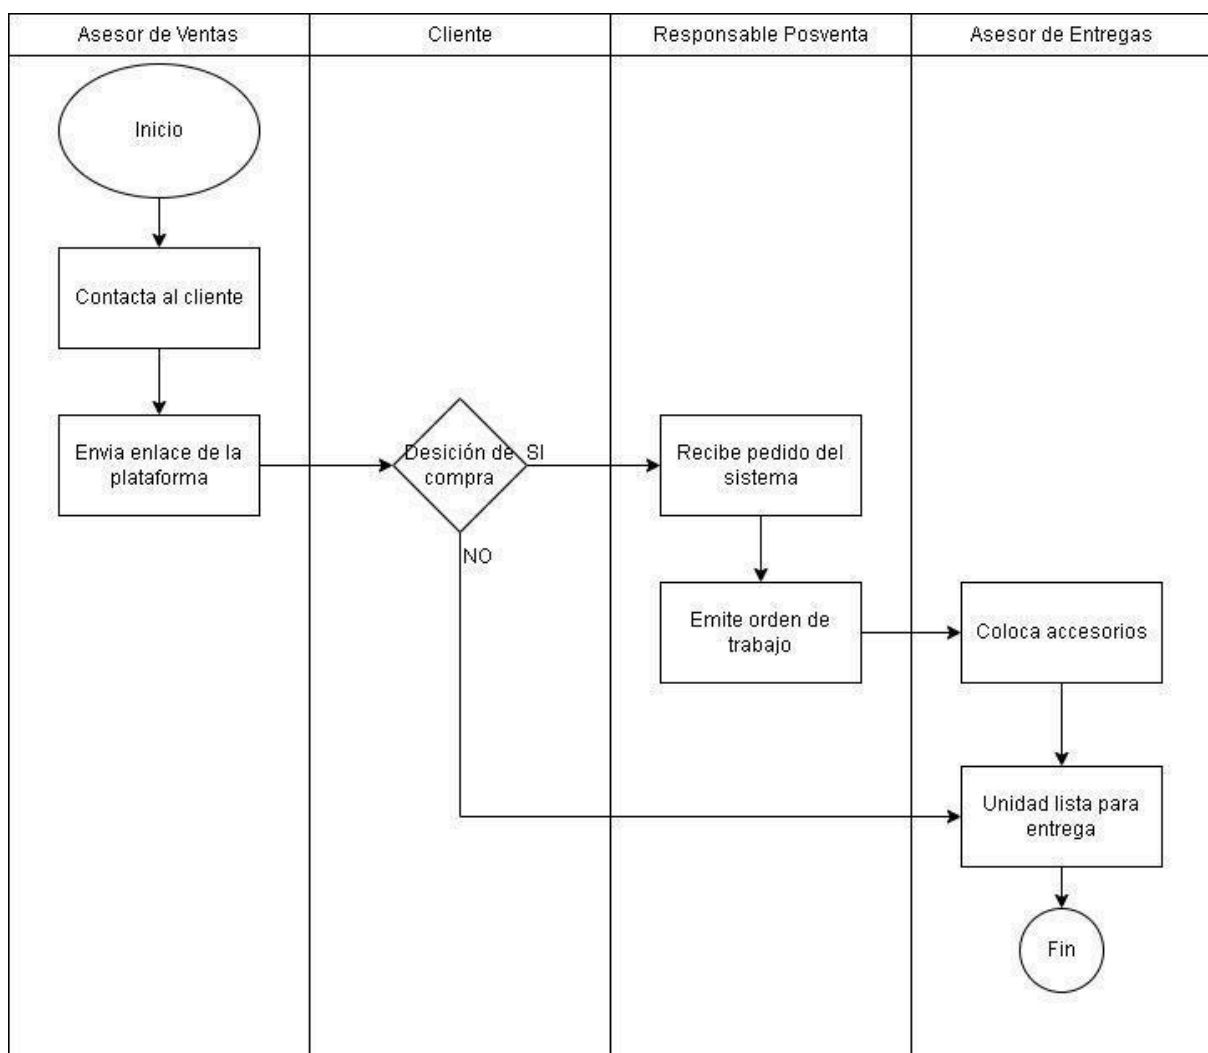 Asesor de Ventas
Cliente
Responsable Posventa
Asesor de Entregas
Inicio
Contacta al cliente
Envia enlace de la
plataforma
Desición de
compra
SI
NO
Recibe pedido del
sistema
Emite orden de
trabajo
Coloca accesorios
Unidad lista para
entrega
Fin